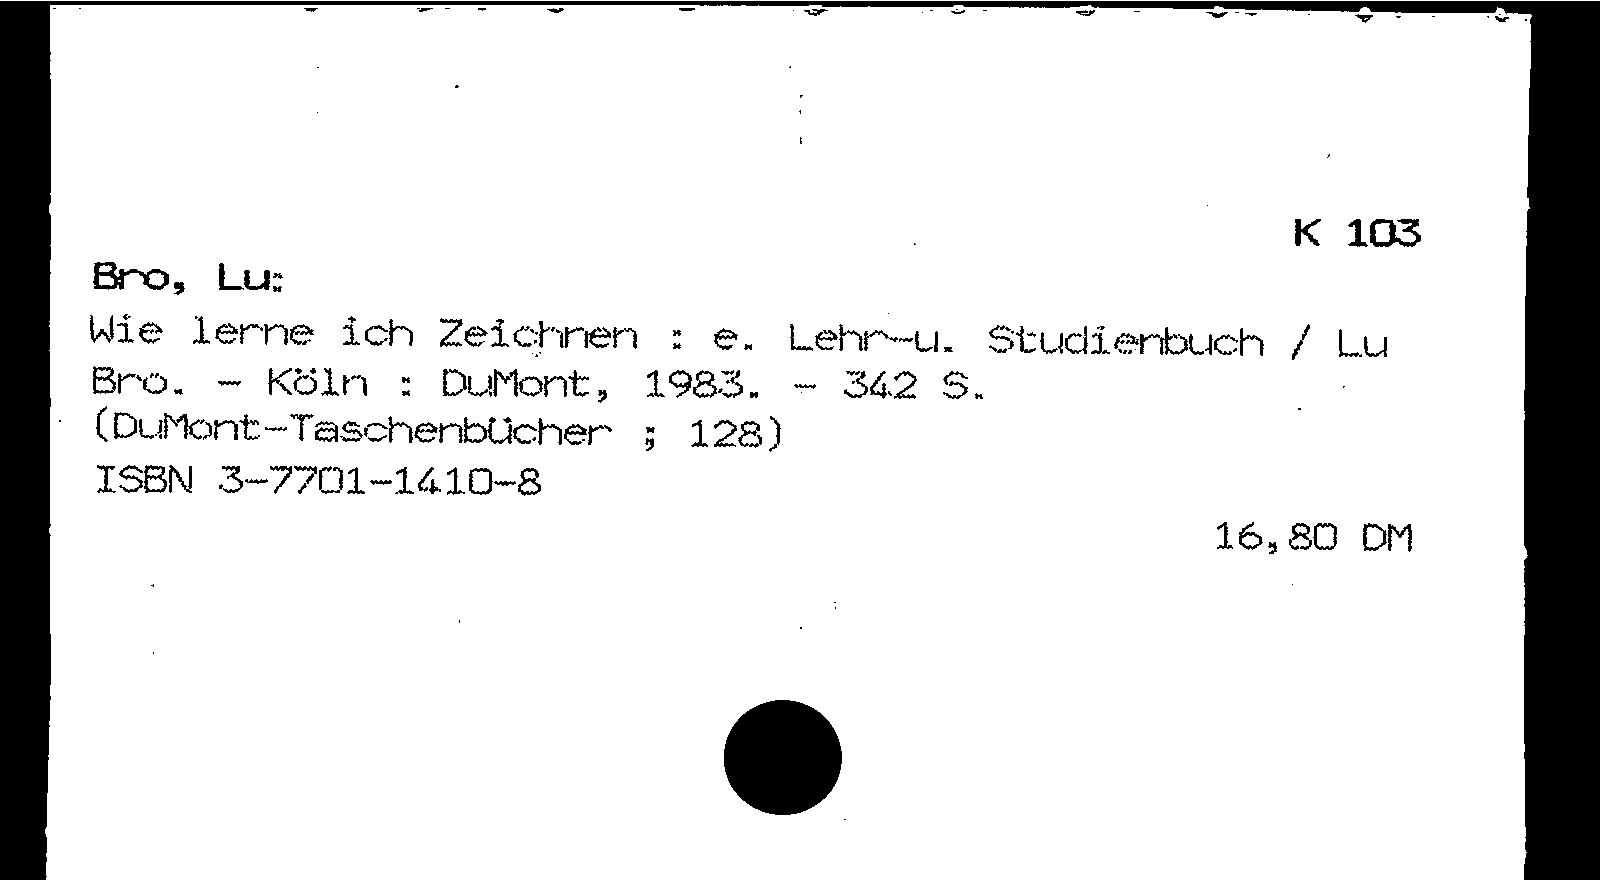 K 103
Bro, Lu:
Wie lerne ich Zeichnen : e. Lehr-u. Studienbuch / Lu
Bro. - Köln : DuMont, 1983. - 342 S.
(DuMont-Taschenbücher ; 128)
ISBN 3-7701-1410-8
16,80 DM